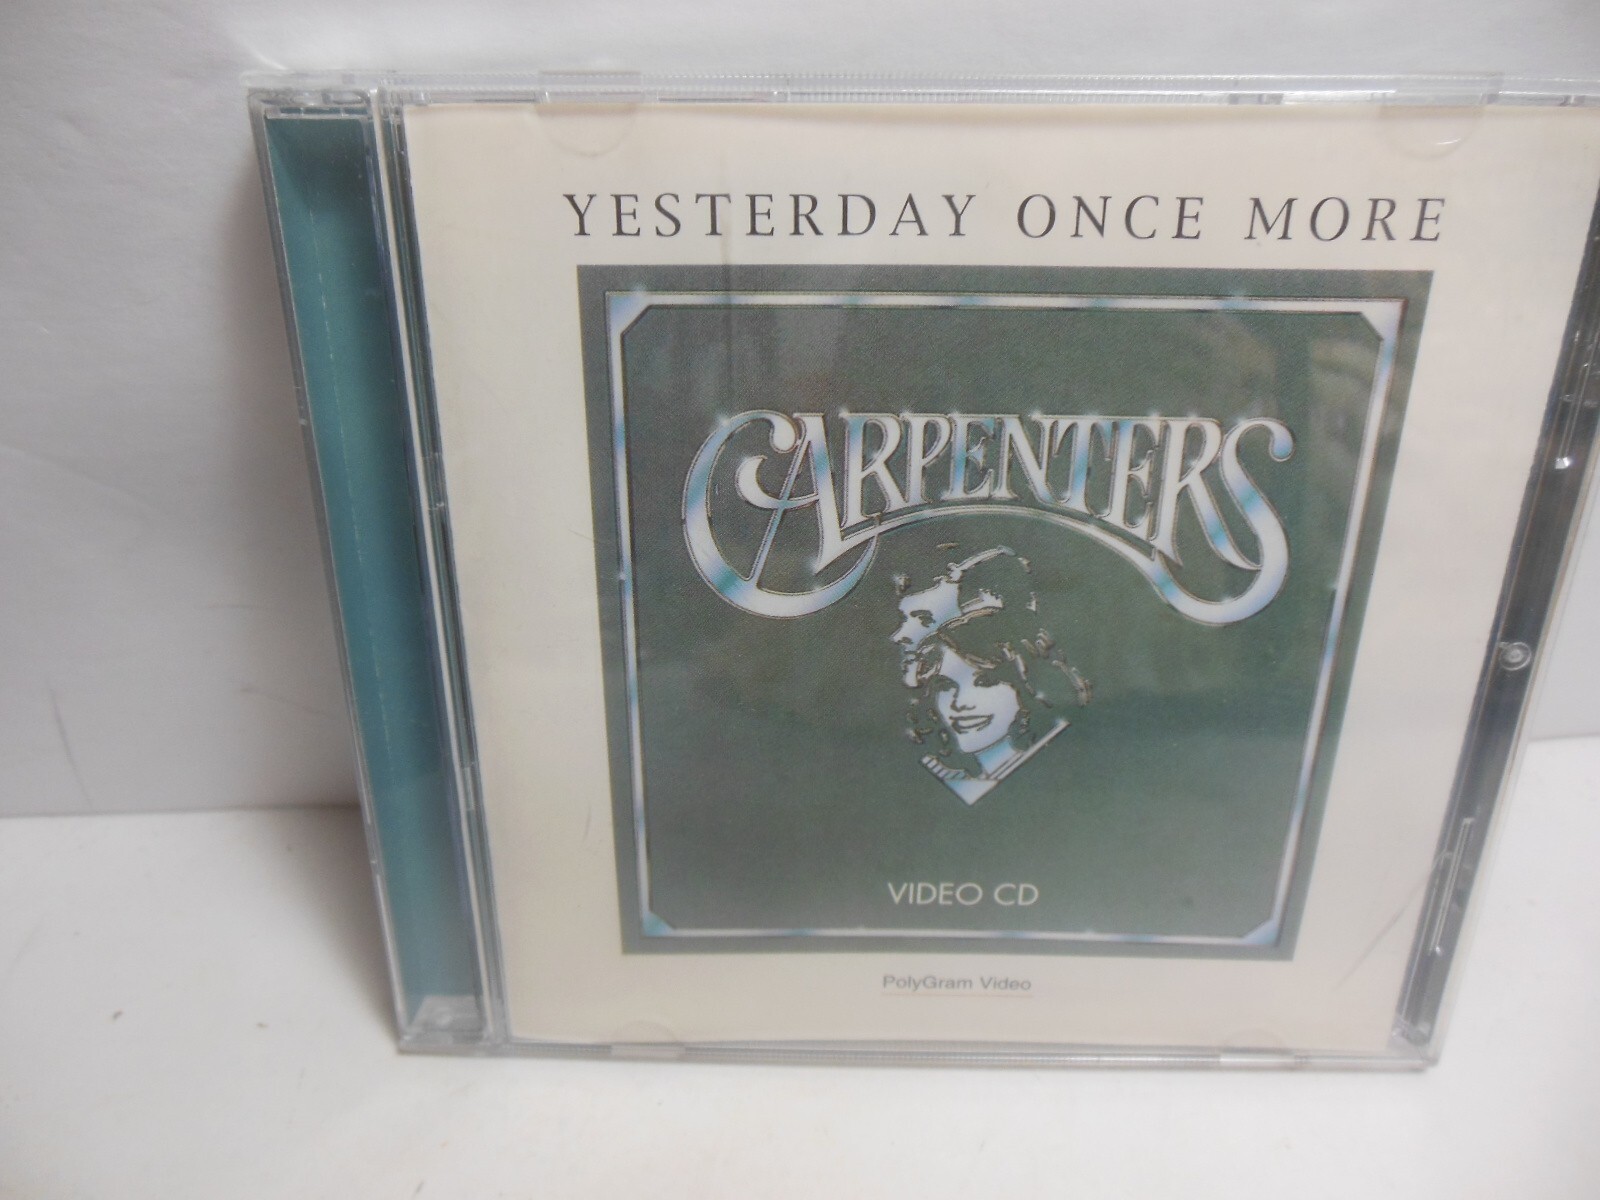 YESTERDAY ONCE MORE
CARPENTERS
VIDEO CD
PolyGram Video